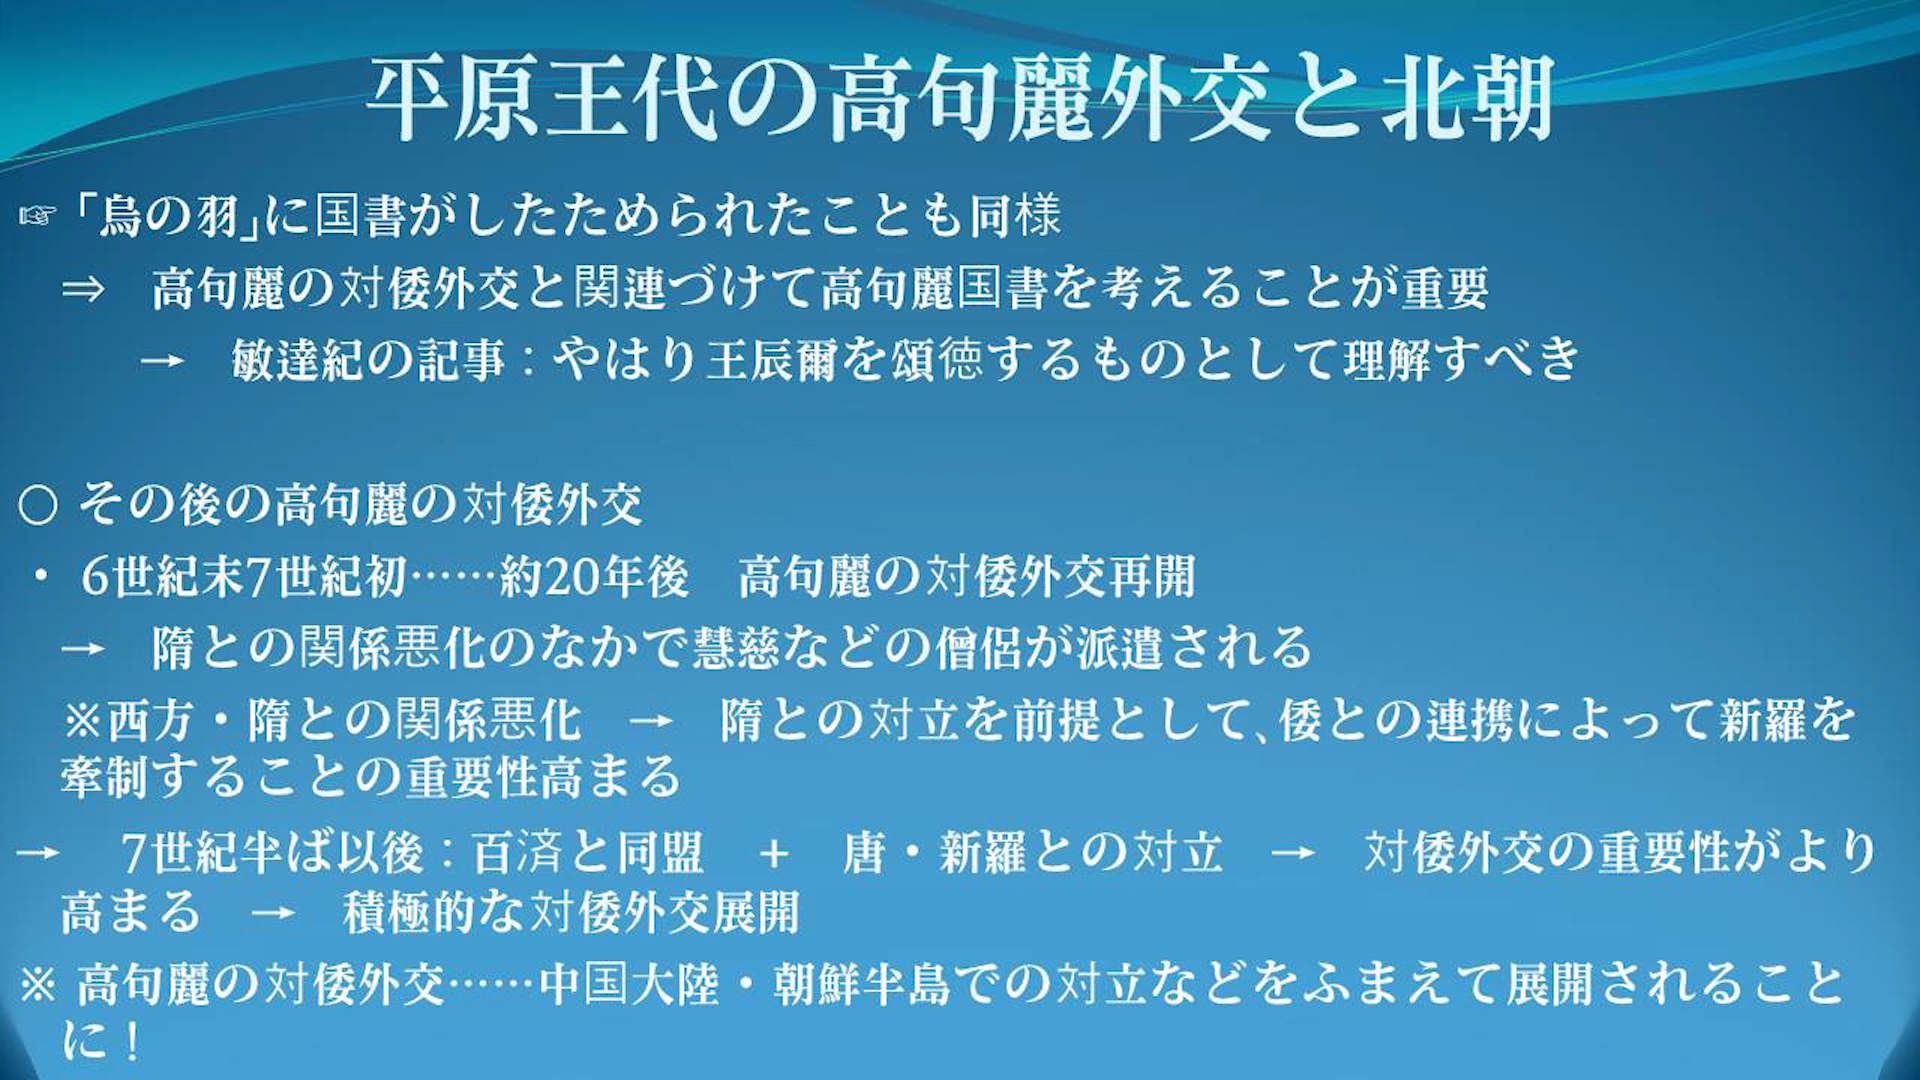 平原王代の高句麗外交と北朝
☞「烏の羽」に国書がしたためられたことも同様
⇒　高句麗の対倭外交と関連づけて高句麗国書を考えることが重要
→　敏達紀の記事：やはり王辰爾を頌徳するものとして理解すべき
○ その後の高句麗の対倭外交
・ 6世紀末7世紀初……約20年後　高句麗の対倭外交再開
→　隋との関係悪化のなかで慧慈などの僧侶が派遣される
※西方・隋との関係悪化　→　隋との対立を前提として、倭との連携によって新羅を
牽制することの重要性高まる
→　7世紀半ば以後：百済と同盟　+　唐・新羅との対立　→　対倭外交の重要性がより
高まる　→　積極的な対倭外交展開
※ 高句麗の対倭外交……中国大陸・朝鮮半島での対立などをふまえて展開されること
に！